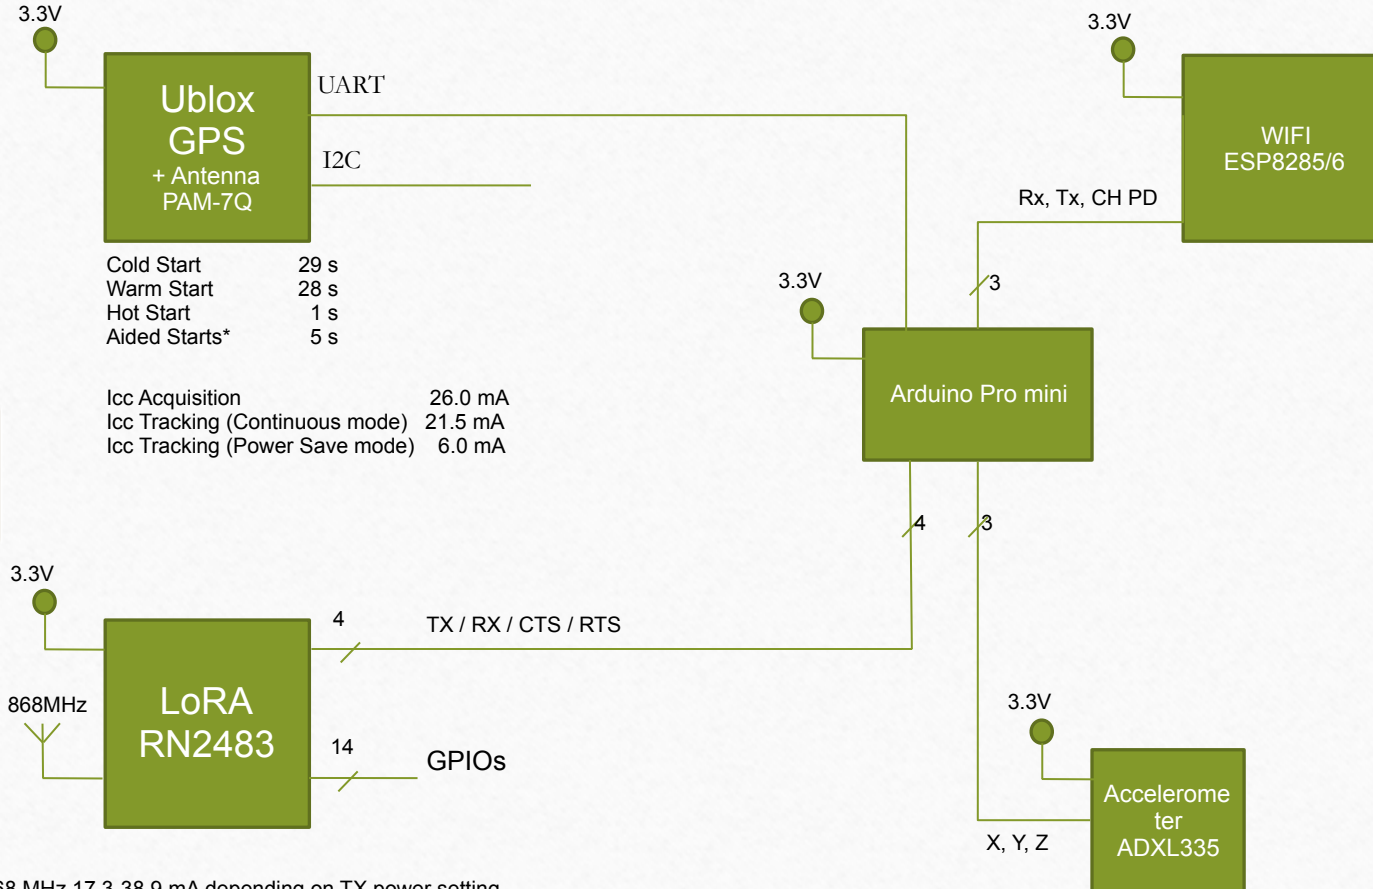 3.3V
Ublox
GPS
+ Antenna
PAM-7Q
UART
I2C
Cold Start 29 s
Warm Start 28 s
Hot Start 1 s
Aided Starts* 5 s
Icc Acquisition 26.0 mA
Icc Tracking (Continuous mode) 21.5 mA
Icc Tracking (Power Save mode) 6.0 mA
3.3V
WIFI
ESP8285/6
Rx, Tx, CH PD
3
3.3V
Arduino Pro mini
4
3
3.3V
868MHz
LoRA
RN2483
4
TX / RX / CTS / RTS
14
GPIOs
3.3V
Accelerome
ter
ADXL335
X, Y, Z
MHz 17.3-38.9 mA depending on TX power setting